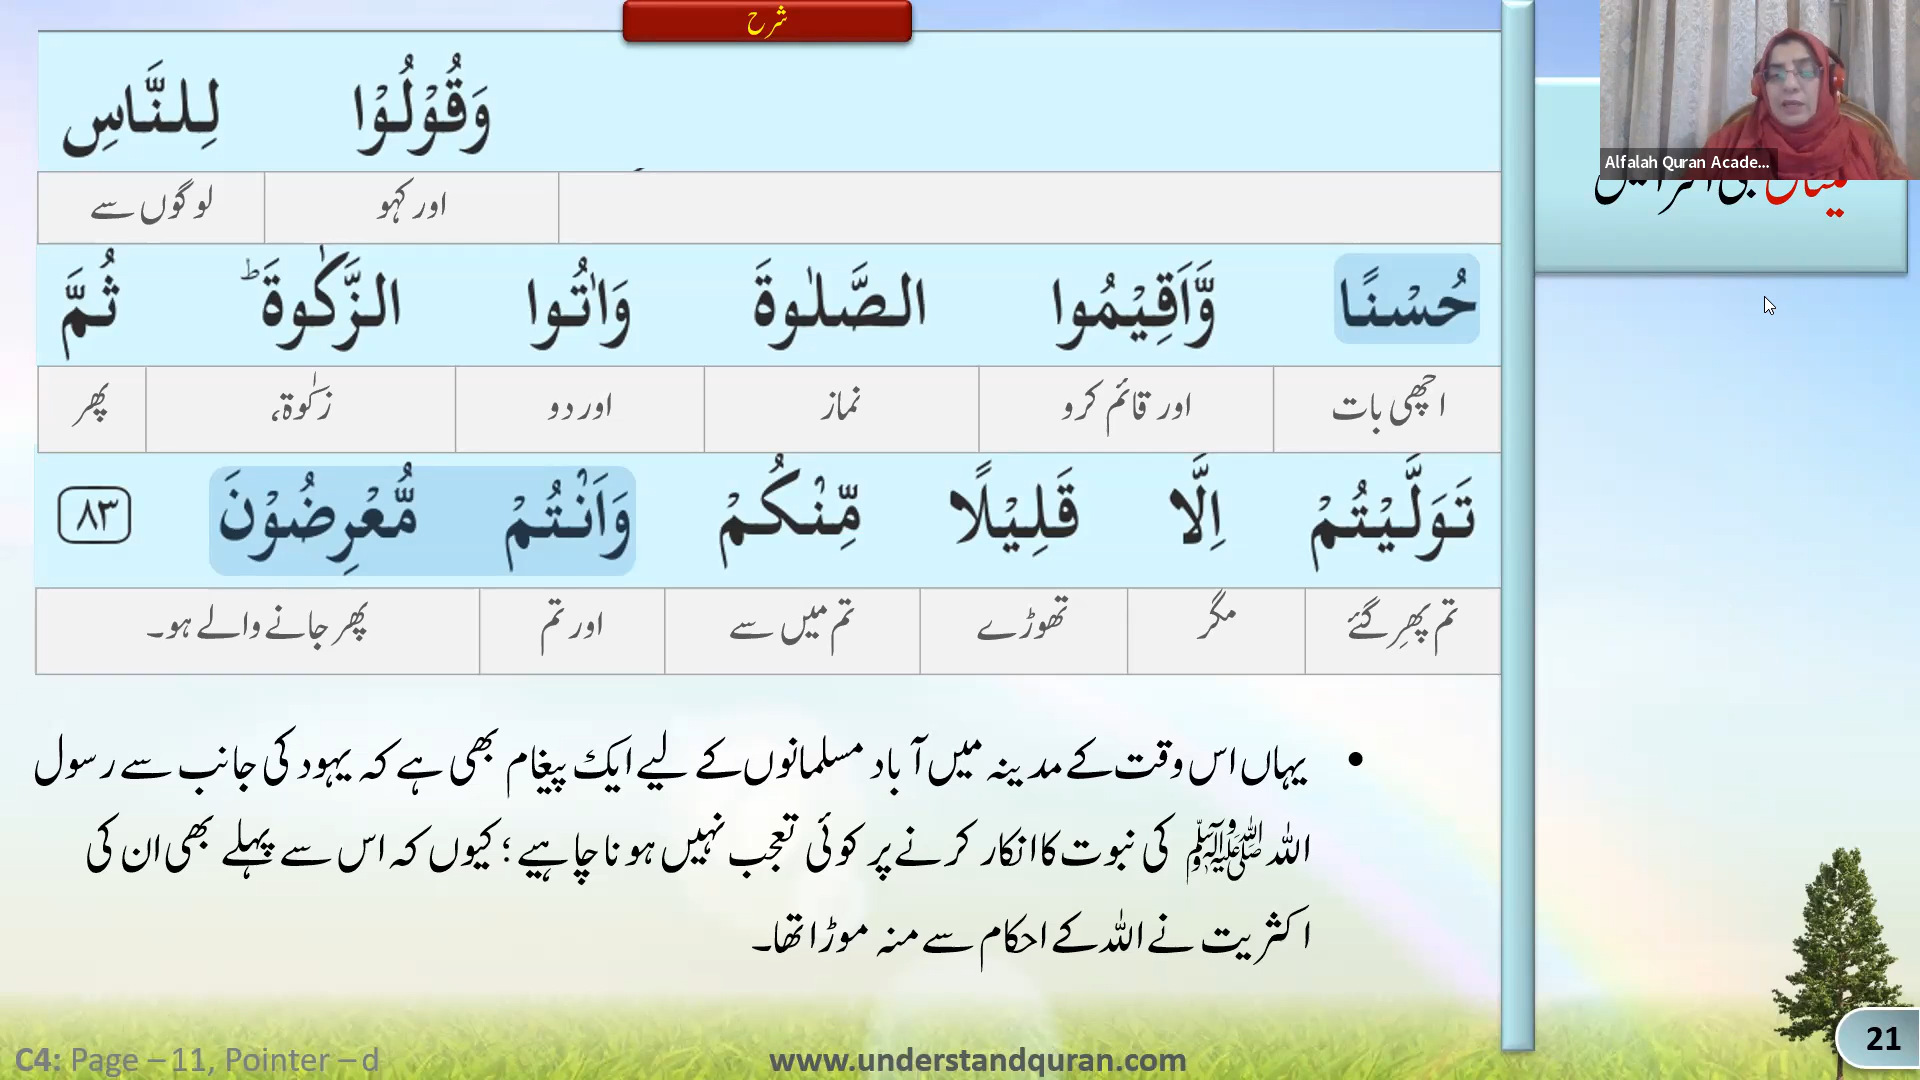 شرح
Alfalah Quran Acade...
وَقُوْلُوْا لِلنَّاسِ
اور کہو لوگوں سے
بنی اسرائیل
حُسْنًا وَّاَقِيْمُوا الصَّلٰوةَ وَاٰتُوا الزَّكٰوةَ ؕ ثُمَّ
اچھی بات اور قائم کرو نماز اور دو زکوٰۃ، پھر
تَوَلَّيْتُمْ اِلَّا قَلِيْلًا مِّنْكُمْ وَاَنْتُمْ مُّعْرِضُوْنَ ۸۳
تم پھِر گئے مگر تھوڑے تم میں سے اور تم پھر جانے والے ہو۔
• یہاں اس وقت کے مدینہ میں آباد مسلمانوں کے لیے ایک پیغام بھی ہے کہ یہود کی جانب سے رسول
اللہ ﷺ کی نبوت کا انکار کرنے پر کوئی تعجب نہیں ہونا چاہیے؛ کیوں کہ اس سے پہلے بھی ان کی
اکثریت نے اللہ کے احکام سے منہ موڑا تھا۔
C4: Page – 11, Pointer – d
www.understandquran.com
21